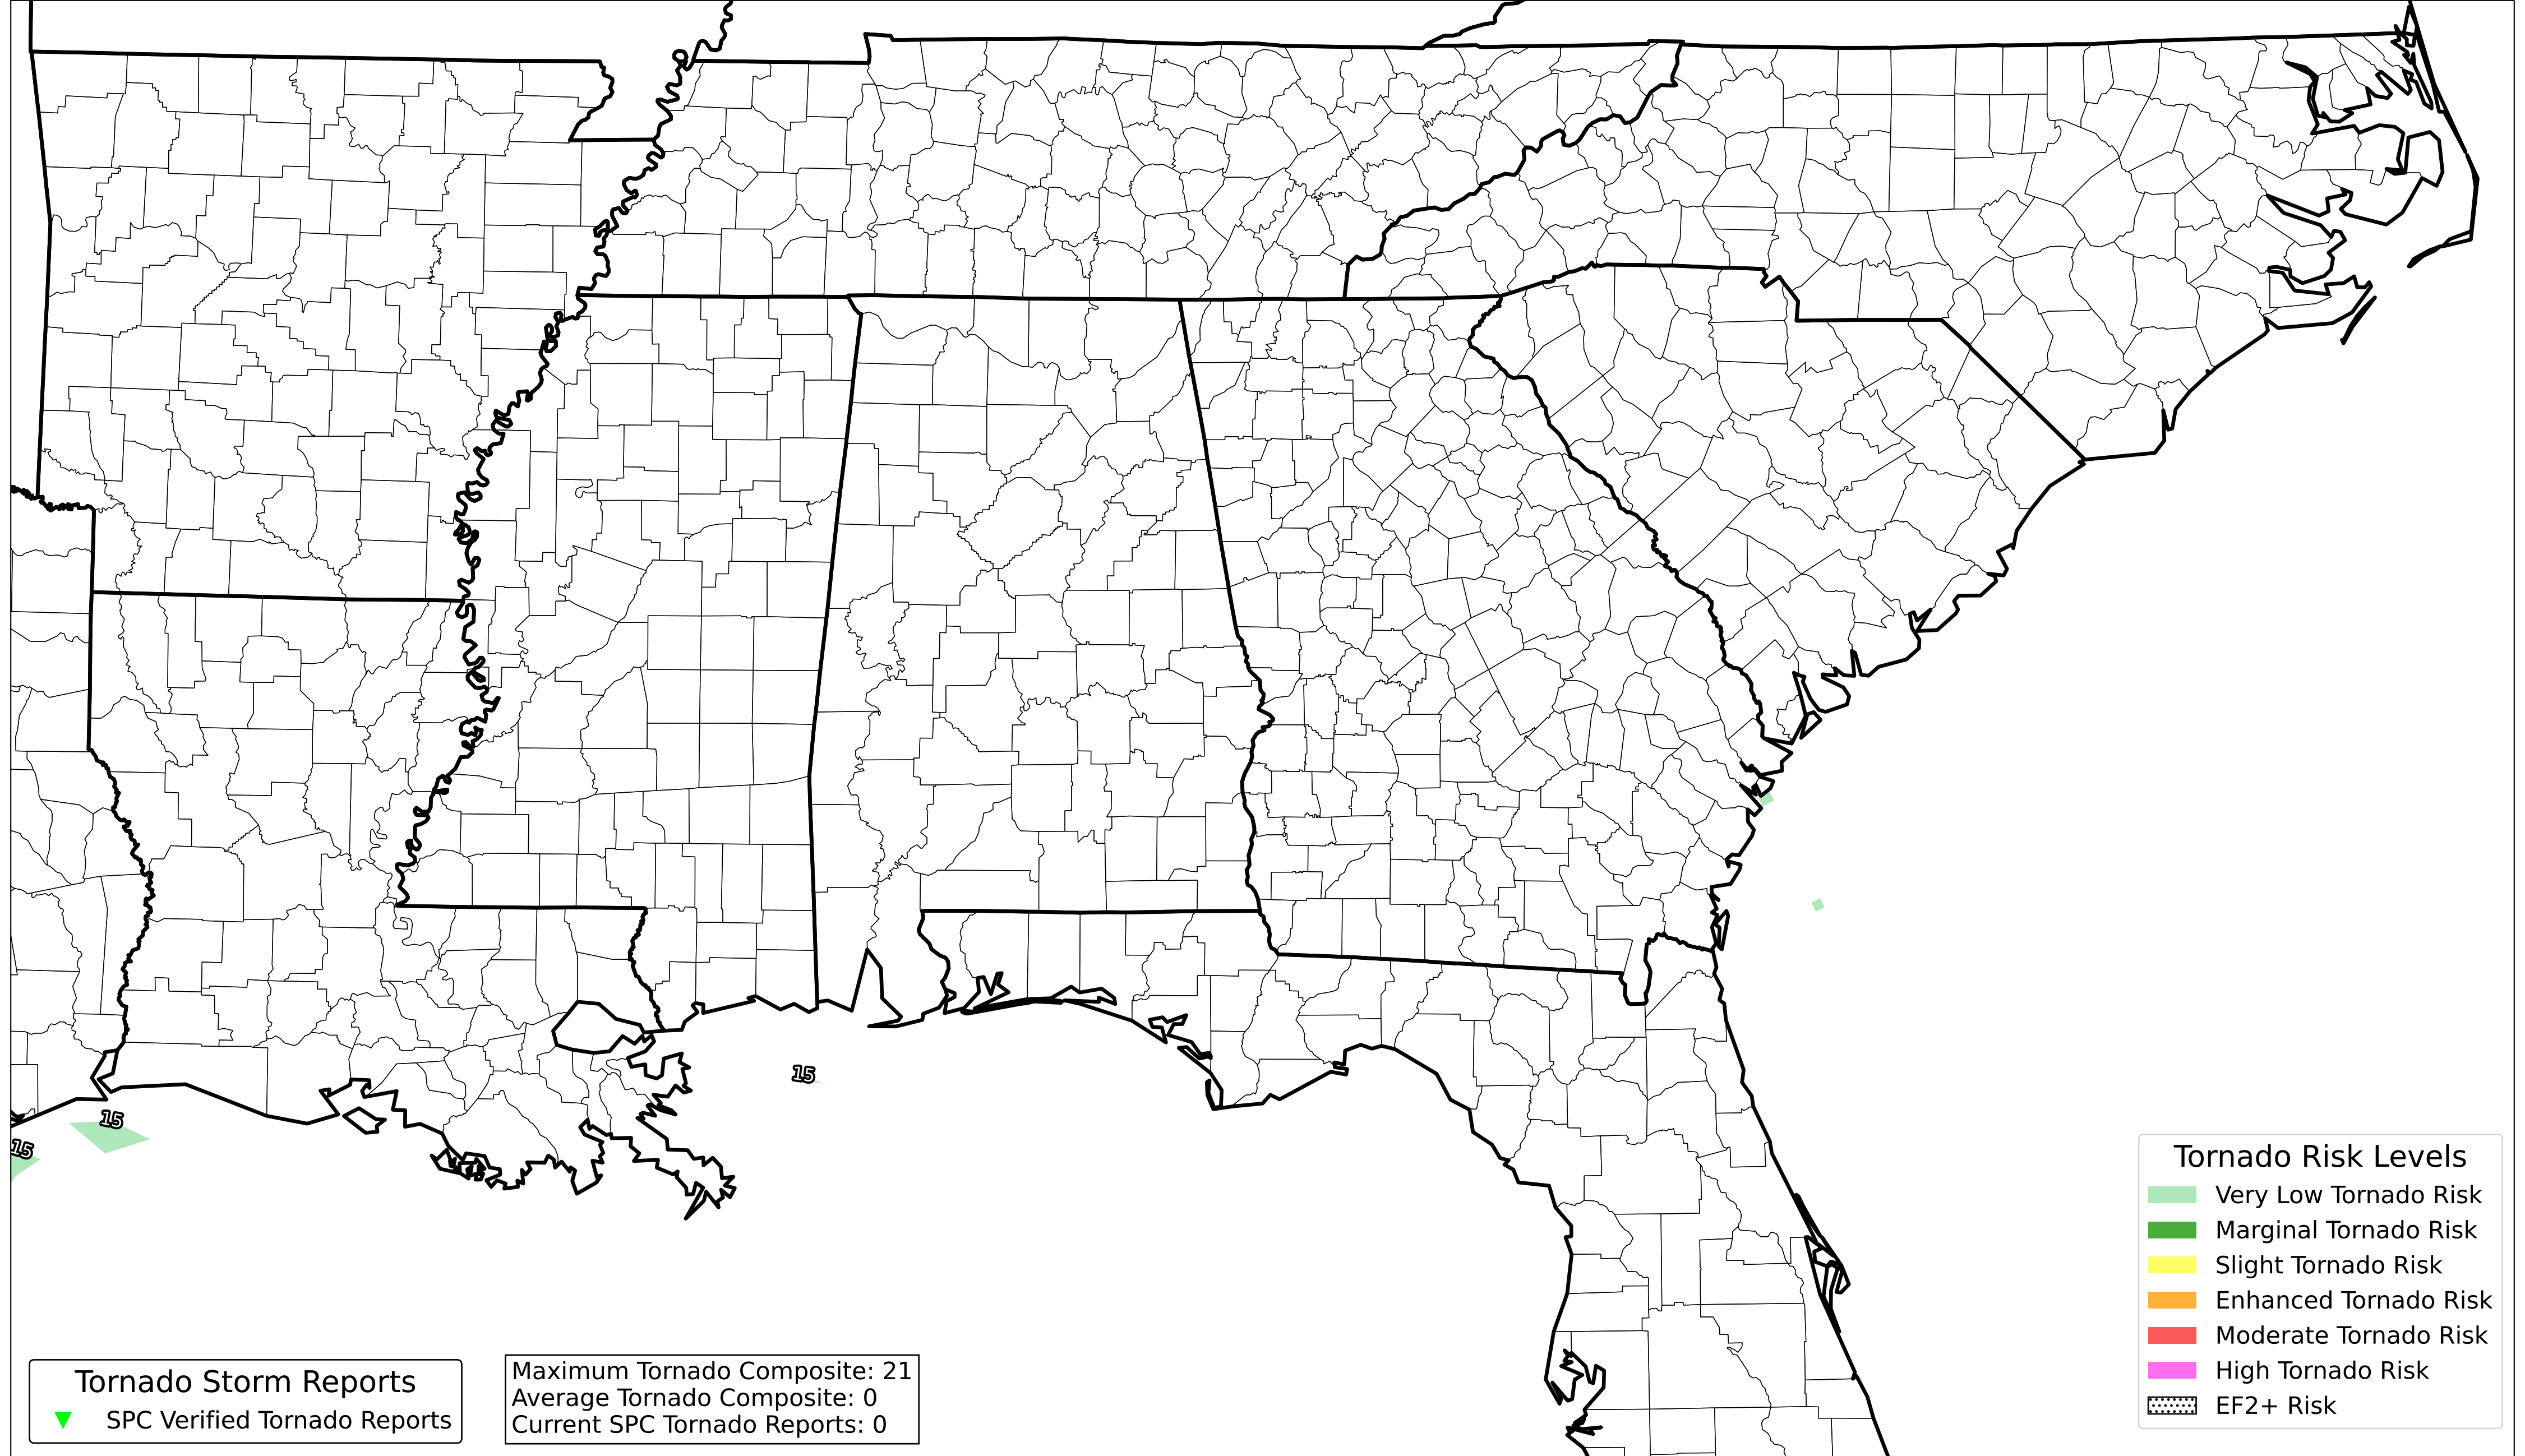 15
15
15
Tornado Risk Levels
Very Low Tornado Risk
Marginal Tornado Risk
Slight Tornado Risk
Enhanced Tornado Risk
Moderate Tornado Risk
High Tornado Risk
EF2+ Risk
Tornado Storm Reports
SPC Verified Tornado Reports
Maximum Tornado Composite: 21
Average Tornado Composite: 0
Current SPC Tornado Reports: 0